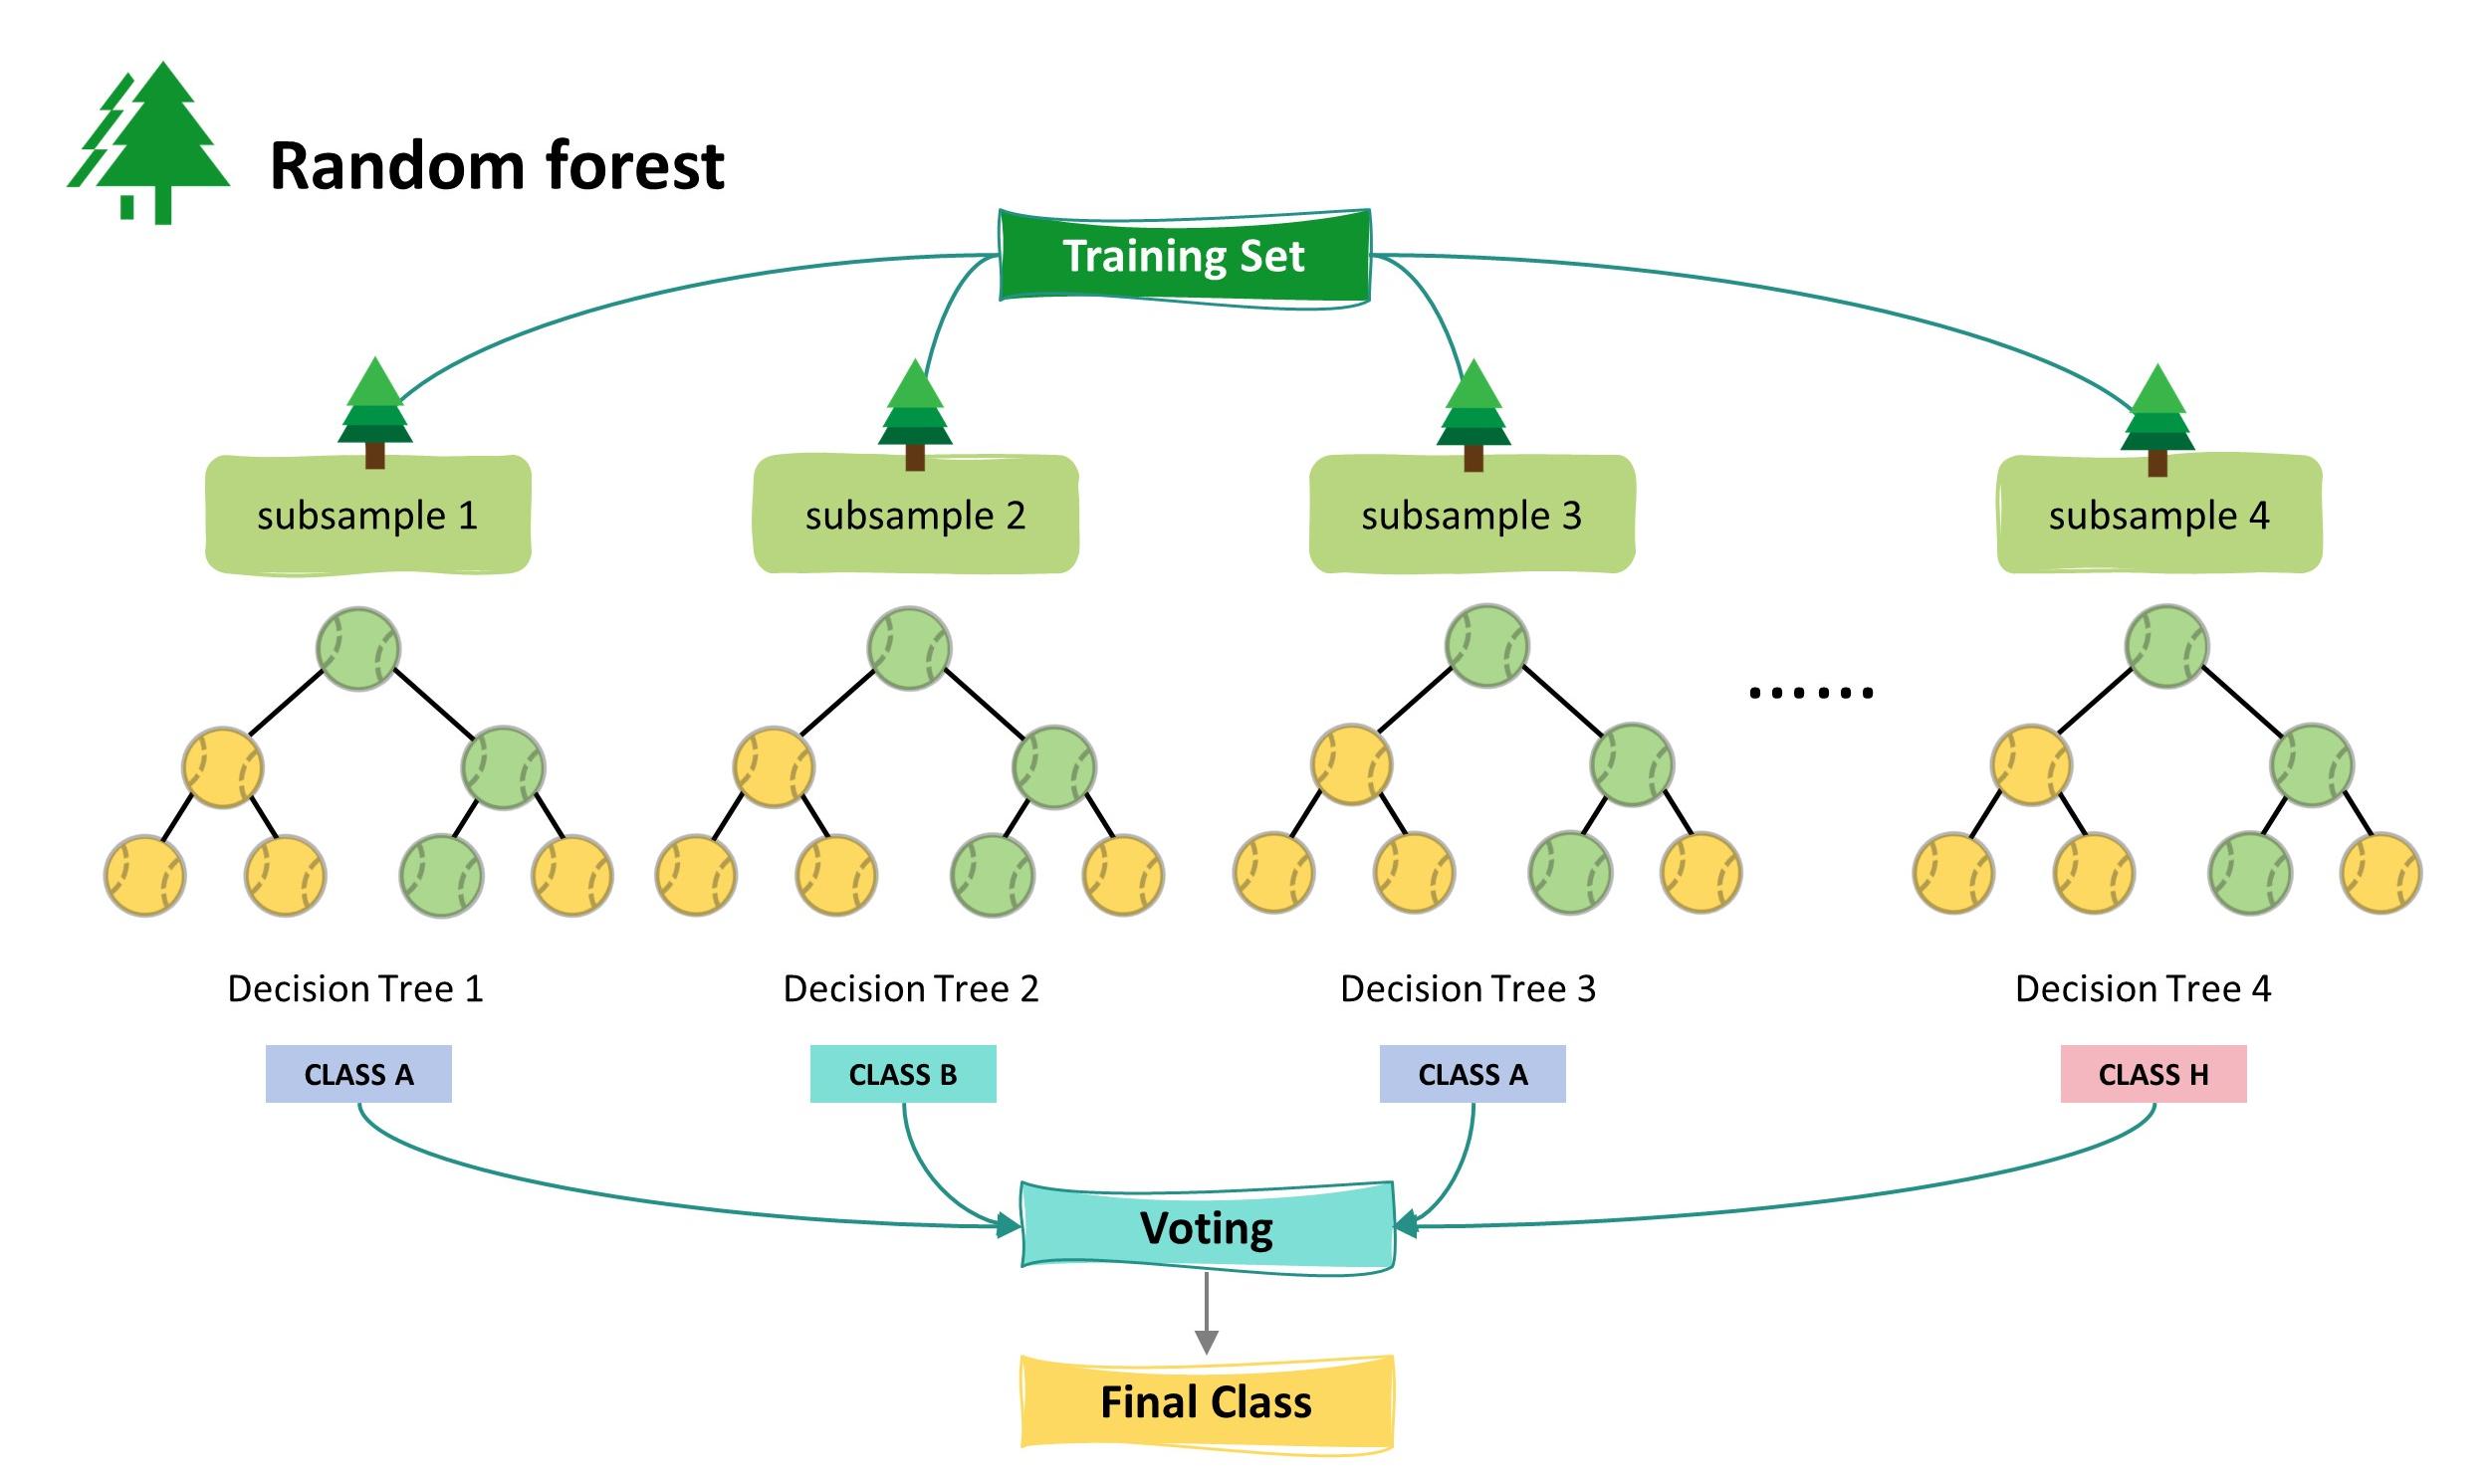 Random forest
Training Set
subsample 1
subsample 2
subsample 3
subsample 4
......
Decision Tree 1
Decision Tree 2
Decision Tree 3
Decision Tree 4
CLASS A
CLASS B
CLASS A
CLASS H
Voting
Final Class